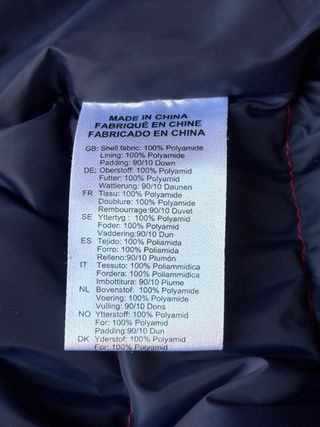 MADE IN CHINA
FABRIQUÉ EN CHINE
FABRICADO EN CHINA
GB: Shell fabric: 100% Polyamide
Lining: 100% Polyamide
Padding: 90/10 Down
DE: Oberstoff: 100% Polyamid
Futter: 100% Polyamid
Wattierung: 90/10 Daunen
FR Tissu: 100% Polyamide
Doublure: 100% Polyamide
Rembourrage:90/10 Duvet
SE Yttertyg : 100% Polyamid
Foder: 100% Polyamid
Vaddering:90/10 Dun
ES Tejido: 100% Poliamida
Forro: 100% Poliamida
Relleno:90/10 Plumón
IT Tessuto: 100% Poliammidica
Fordera: 100% Poliammidica
Imbottitura: 90/10 Piume
NL Bovenstof: 100% Polyamide
Voering: 100% Polyamide
Vulling: 90/10 Dons
NO Ytterstoff: 100% Polyamid
For: 100% Polyamid
Padding:90/10 Dun
DK Yderstof: 100% Polyamid
For: 100% Polyamid